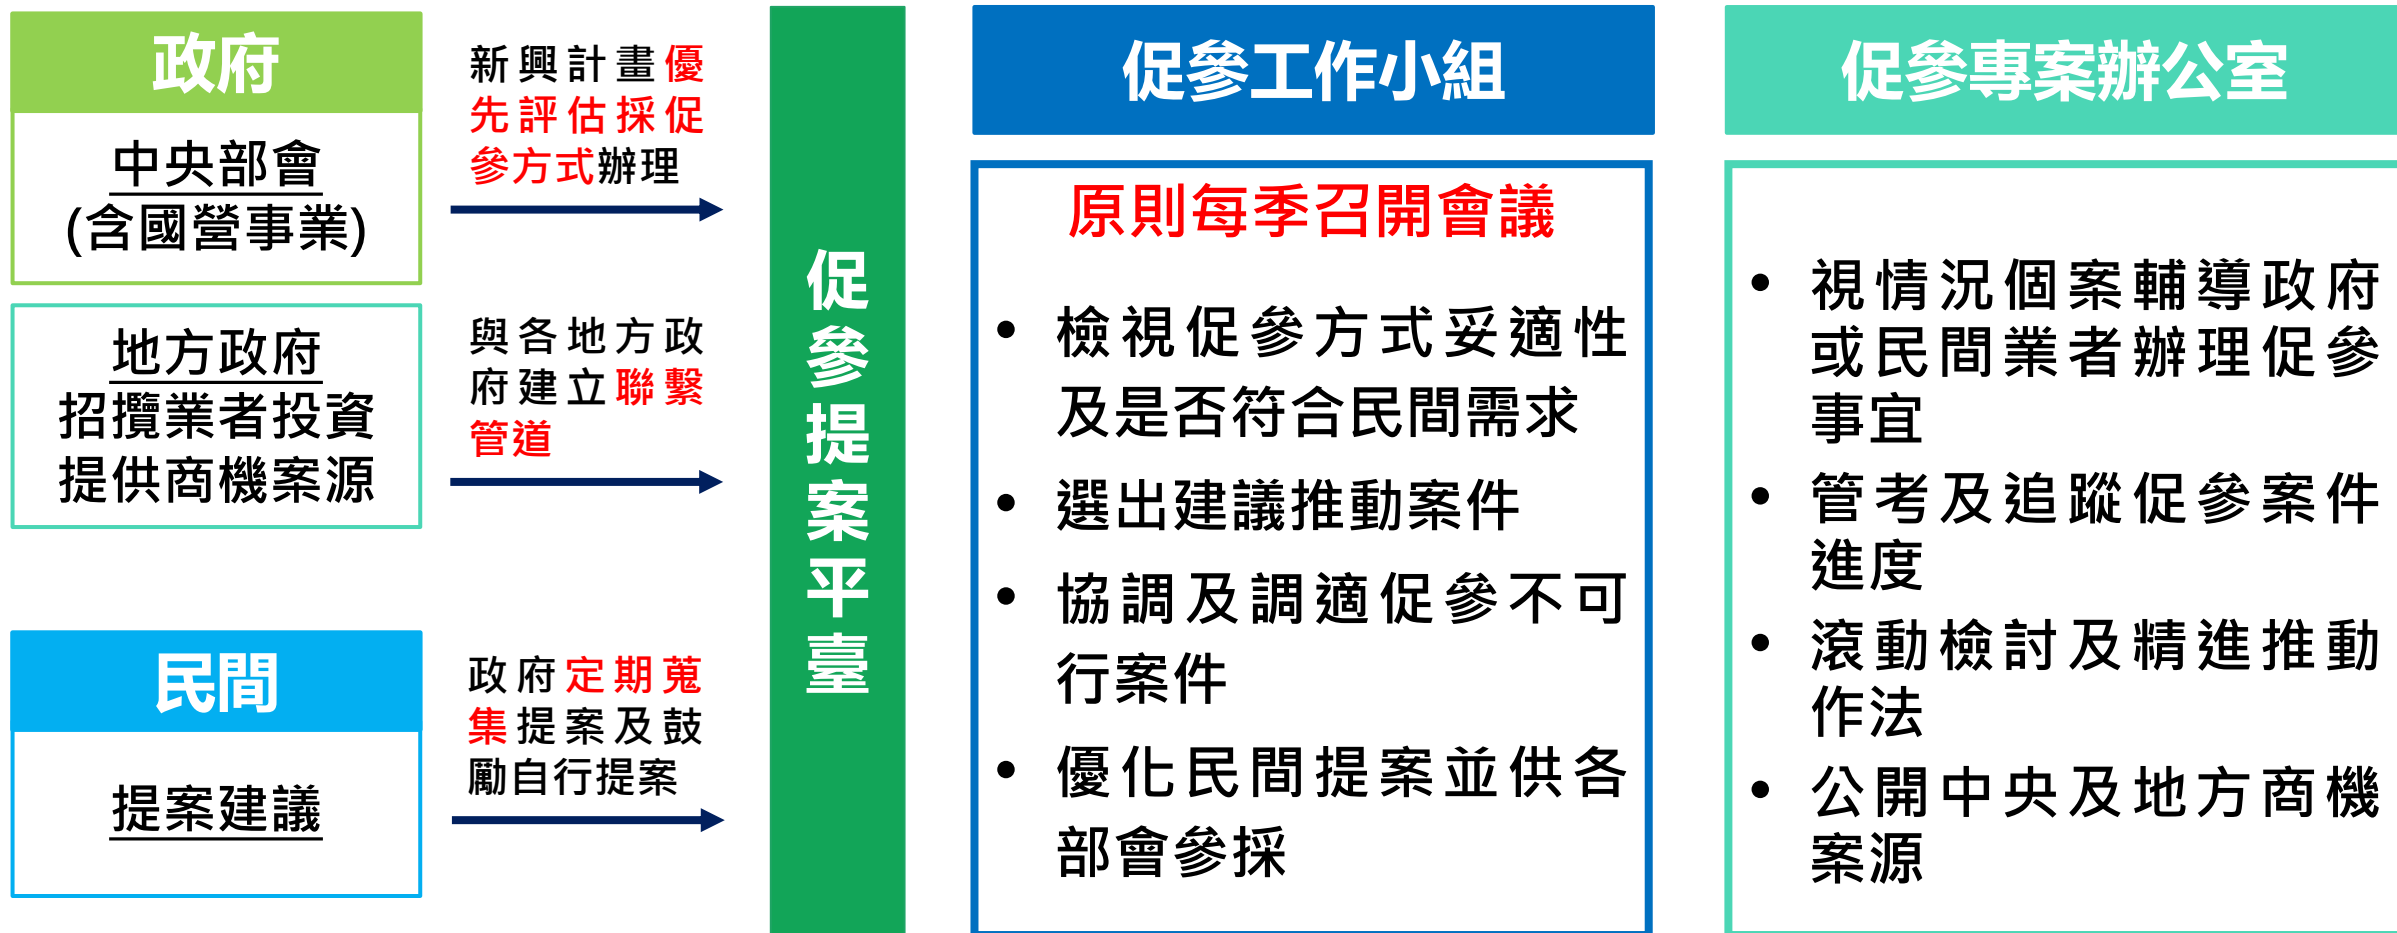 政府
中央部會
(含國營事業)
地方政府
招攬業者投資
提供商機案源
民間
提案建議
新興計畫優
先評估採促
參方式辦理
與各地方政
府建立聯繫
管道
政府定期蒐
集提案及鼓
勵自行提案
促參提案平臺
促參工作小組
原則每季召開會議
• 檢視促參方式妥適性
及是否符合民間需求
• 選出建議推動案件
• 協調及調適促參不可
行案件
• 優化民間提案並供各
部會參採
促參專案辦公室
• 視情況個案輔導政府
或民間業者辦理促參
事宜
• 管考及追蹤促參案件
進度
• 滾動檢討及精進推動
作法
• 公開中央及地方商機
案源